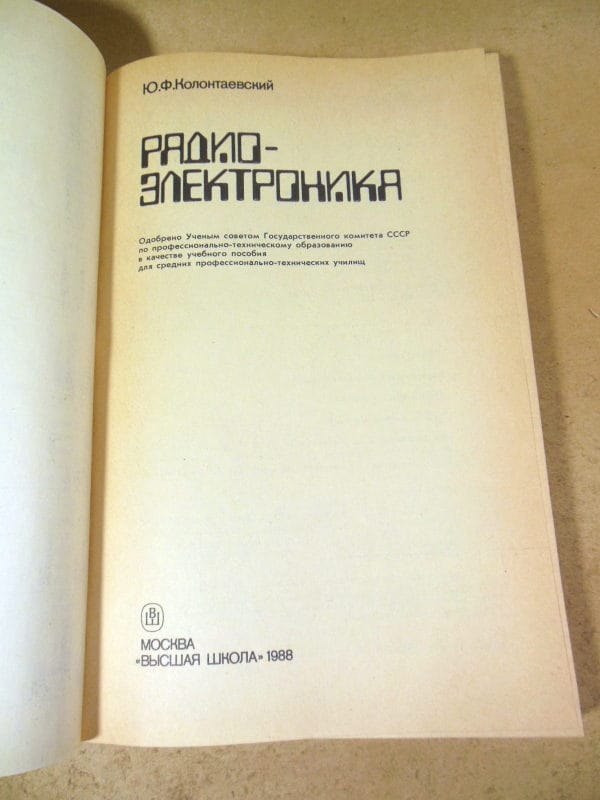 Ю.Ф.Колонтаевский
РАДИО-
ЭЛЕКТРОНИКА
Одобрено Ученым советом Государственного комитета СССР
по профессионально-техническому образованию
в качестве учебного пособия
для средних профессионально-технических училищ
ВШ
МОСКВА
«ВЫСШАЯ ШКОЛА» 1988